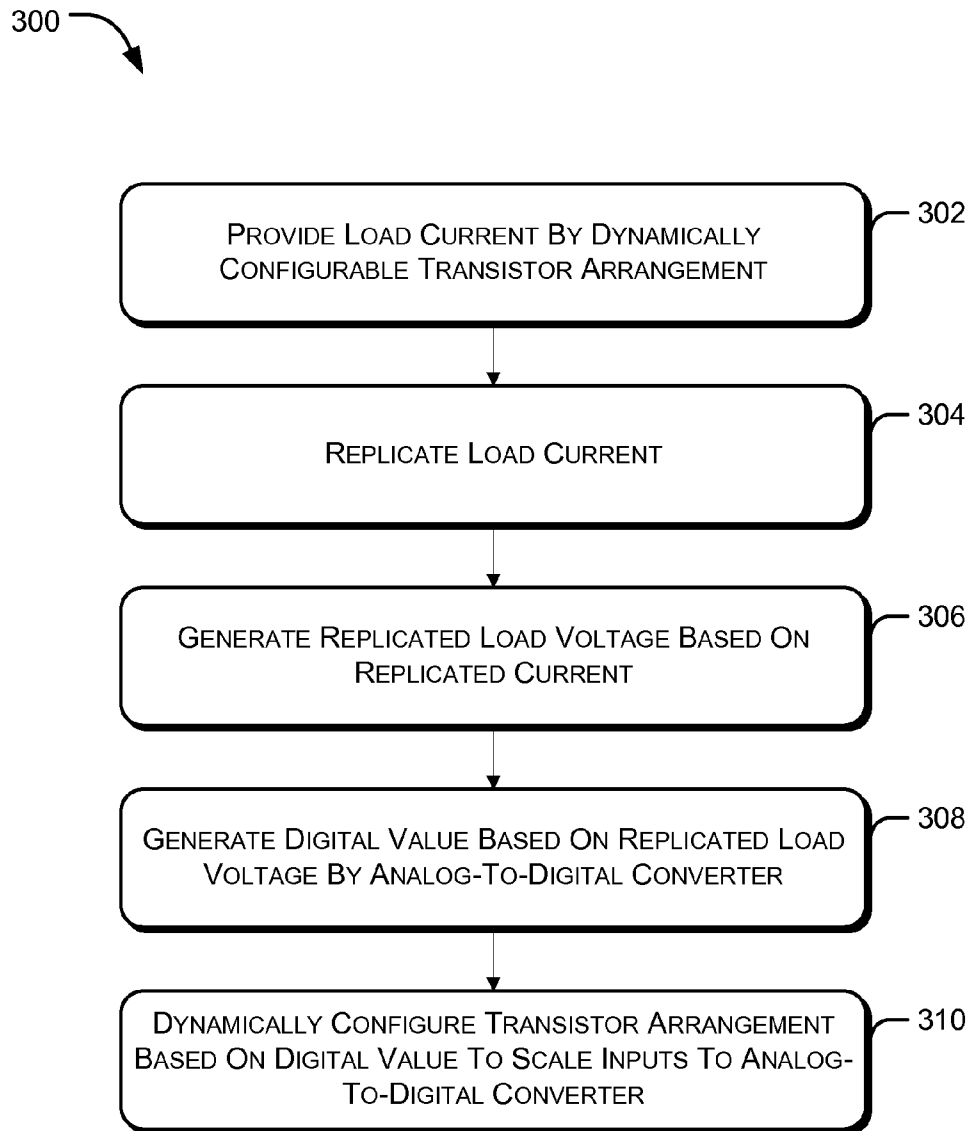 300
PROVIDE LOAD CURRENT BY DYNAMICALLY
CONFIGURABLE TRANSISTOR ARRANGEMENT
302
REPLICATE LOAD CURRENT
304
GENERATE REPLICATED LOAD VOLTAGE BASED ON
REPLICATED CURRENT
306
GENERATE DIGITAL VALUE BASED ON REPLICATED LOAD
VOLTAGE BY ANALOG-TO-DIGITAL CONVERTER
308
DYNAMICALLY CONFIGURE TRANSISTOR ARRANGEMENT
BASED ON DIGITAL VALUE TO SCALE INPUTS TO ANALOG-
TO-DIGITAL CONVERTER
310